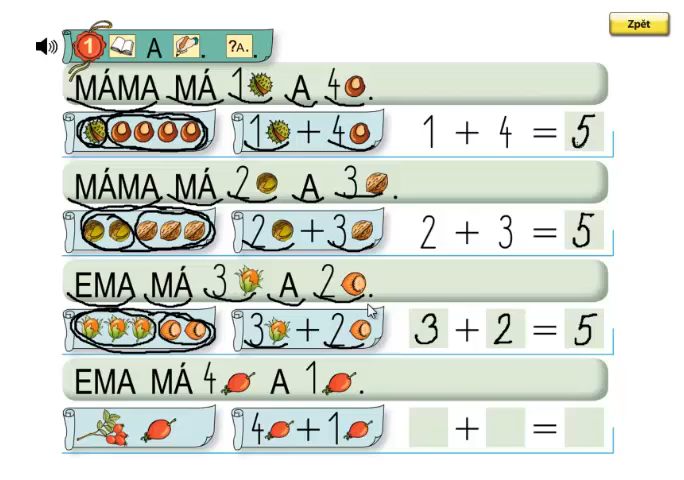 Zpět
1 A . ?A. .
MÁMA MÁ 1 A 4 .
1 + 4 1 + 4 = 5
MÁMA MÁ 2 A 3 .
2 + 3 2 + 3 = 5
EMA MÁ 3 A 2 .
3 + 2 3 + 2 = 5
EMA MÁ 4 A 1 .
4 + 1 + =